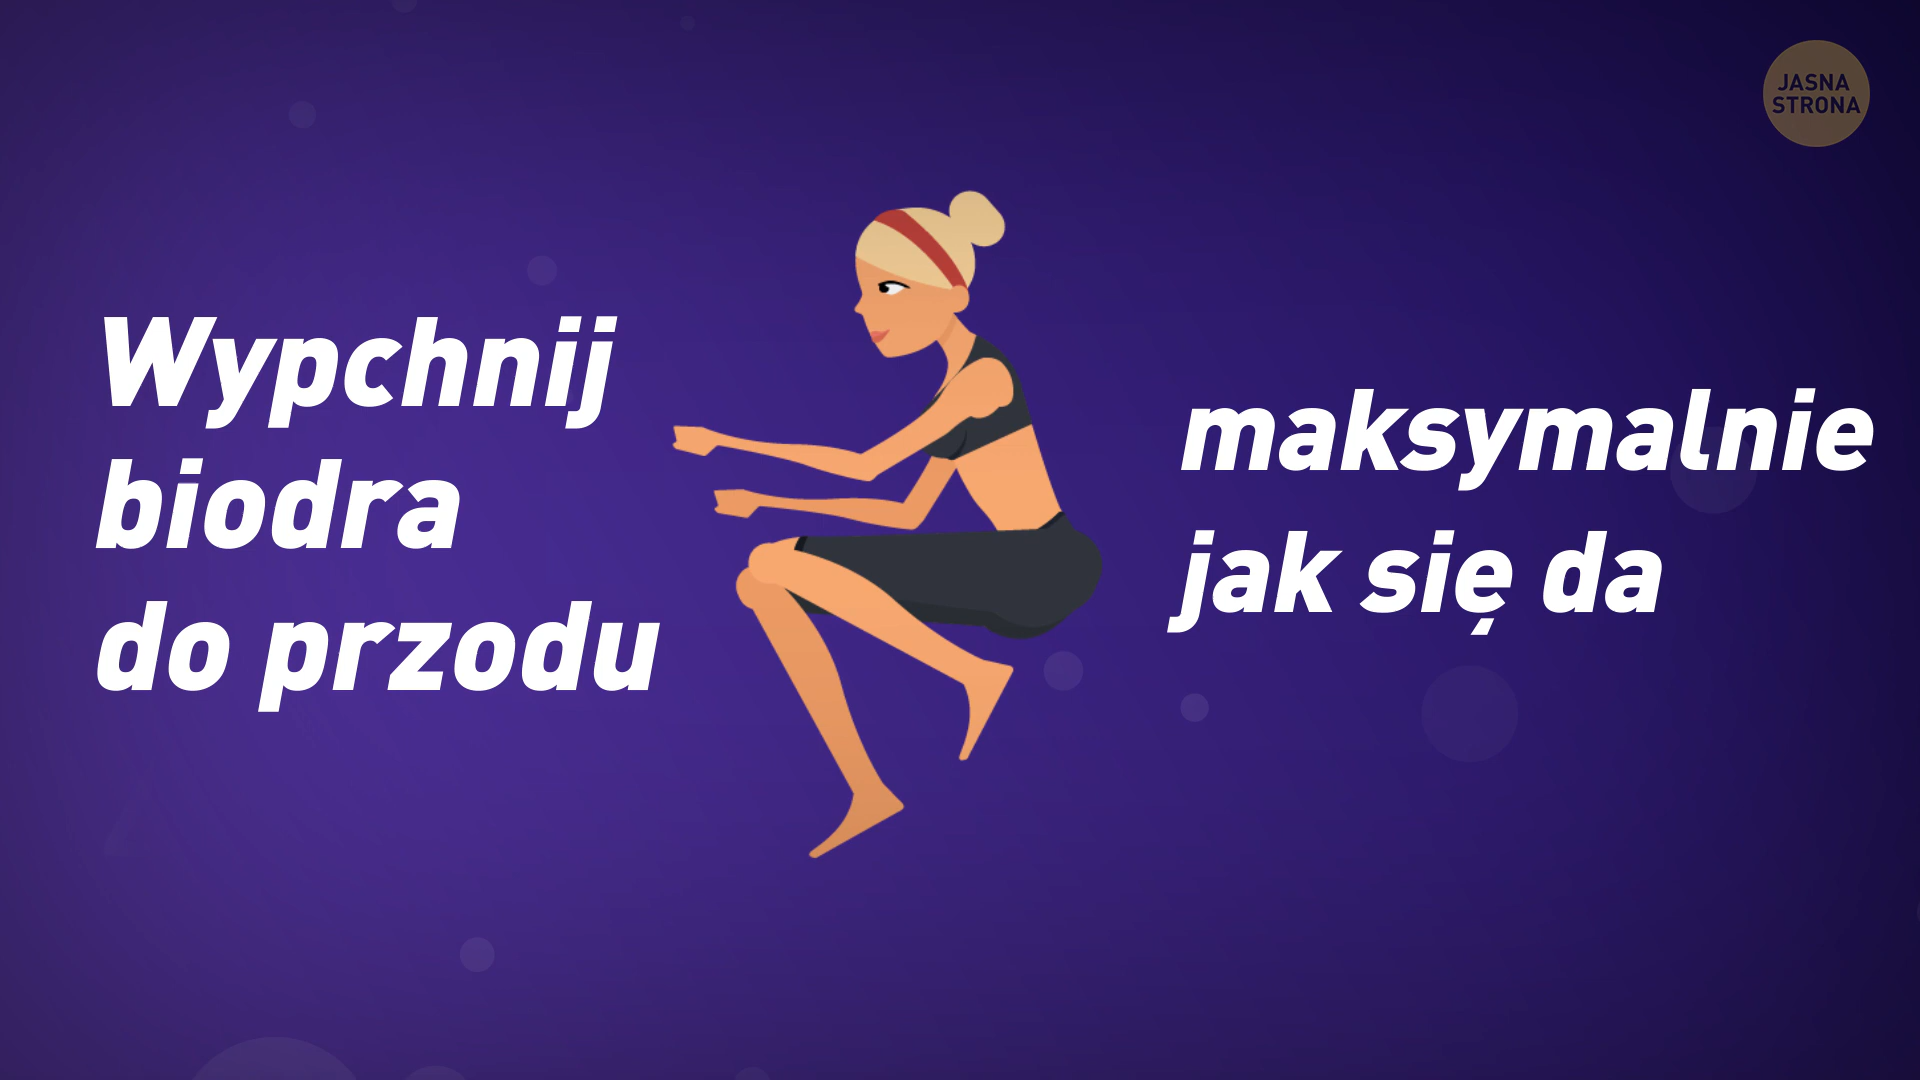 JASNA
STRONA
Wypchnij
biodra
do przodu
maksymalnie
jak się da